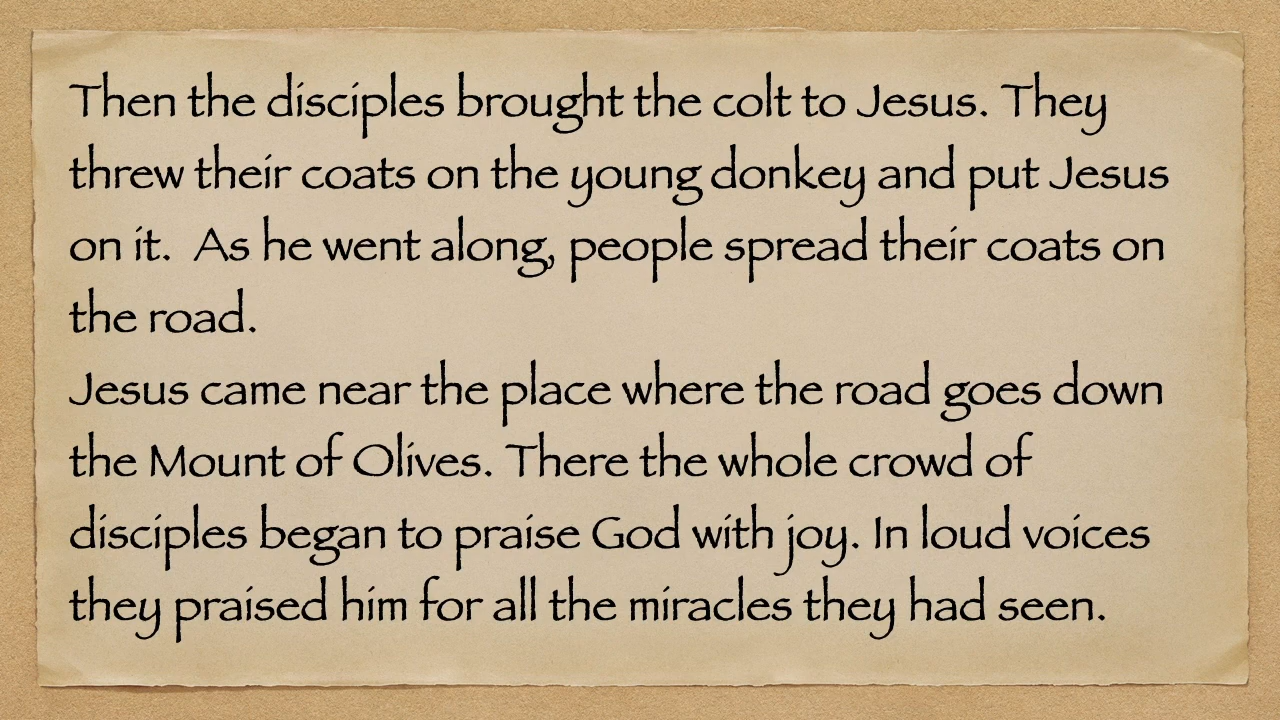 Then the disciples brought the colt to Jesus. They
threw their coats on the young donkey and put Jesus
on it.  As he went along, people spread their coats on
the road.
Jesus came near the place where the road goes down
the Mount of Olives. There the whole crowd of
disciples began to praise God with joy. In loud voices
they praised him for all the miracles they had seen.